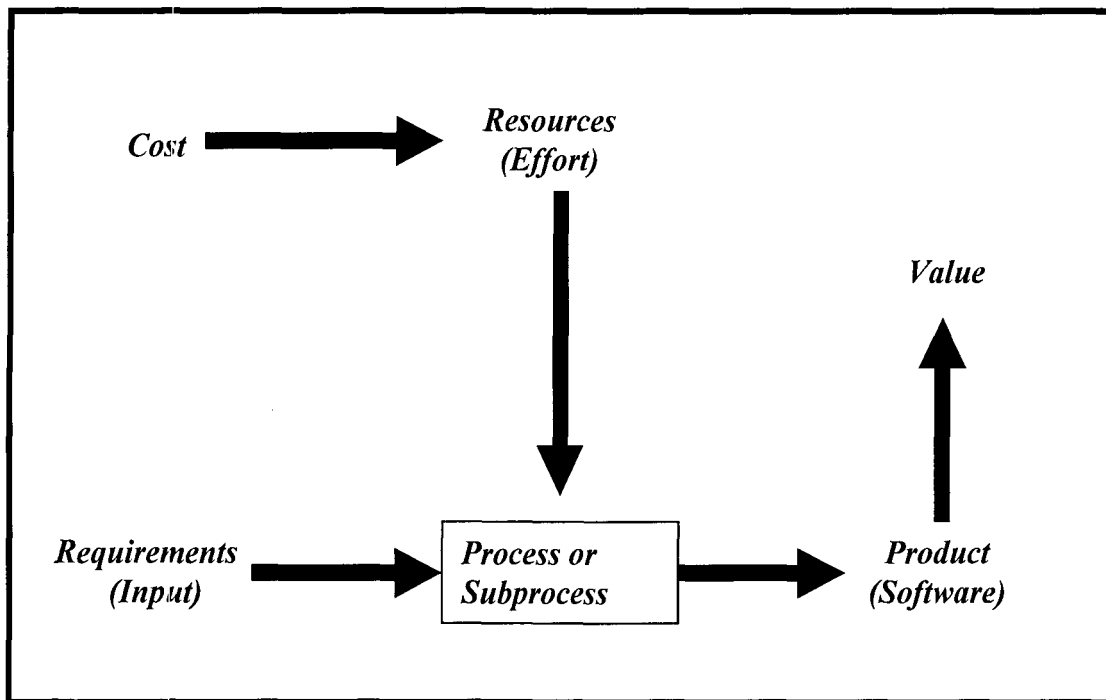 Cost
Resources
(Effort)
Value
Requirements
(Input)
Process or
Subprocess
Product
(Software)